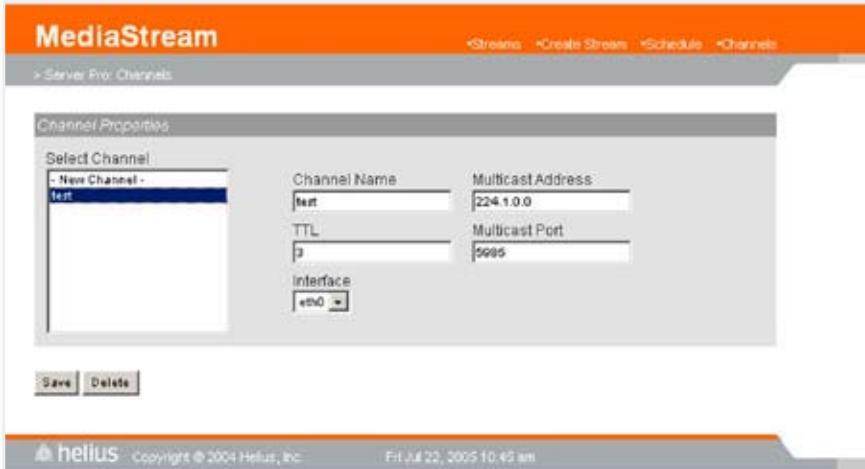 MediaStream
•Streams •Create Stream •Schedule •Channels
> Server Pro: Channels
Channel Properties
Select Channel
- New Channel -
test
Channel Name
test
Multicast Address
224.1.0.0
TTL
3
Multicast Port
5985
Interface
eth0
Save Delete
helius Copyright © 2004 Helius, Inc. Fri Jul 22, 2005 10:45 am